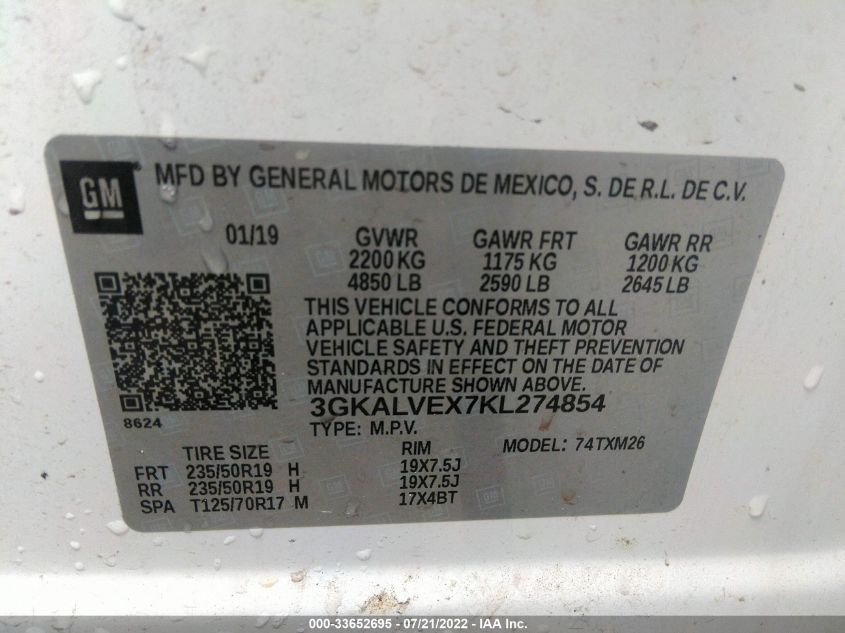 GM ® MFD BY GENERAL MOTORS DE MEXICO, S. DE R.L. DE C.V.
01/19 GVWR GAWR FRT GAWR RR
2200 KG 1175 KG 1200 KG
4850 LB 2590 LB 2645 LB
THIS VEHICLE CONFORMS TO ALL
APPLICABLE U.S. FEDERAL MOTOR
VEHICLE SAFETY AND THEFT PREVENTION
STANDARDS IN EFFECT ON THE DATE OF
MANUFACTURE SHOWN ABOVE.
3GKALVEX7KL274854
8624 TYPE: M.P.V. MODEL: 74TXM26
TIRE SIZE RIM
FRT 235/50R19 H 19X7.5J
RR 235/50R19 H 19X7.5J
SPA T125/70R17 M 17X4BT
000-33652695 - 07/21/2022 - IAA Inc.